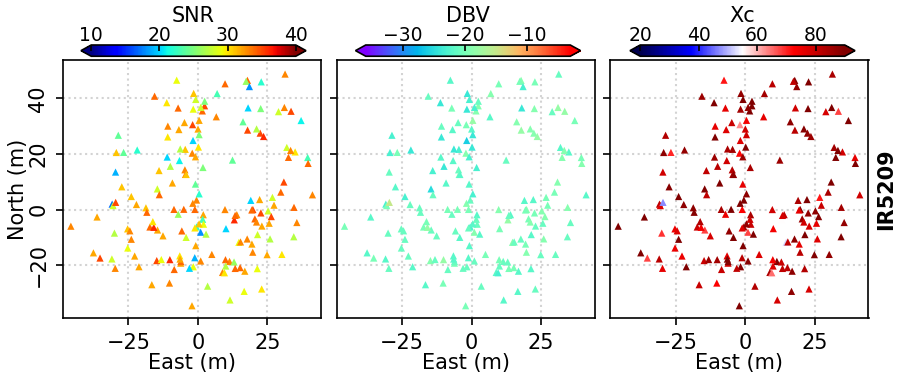 SNR DBV Xc
10 20 30 40 −30 −20 −10 20 40 60 80
40
20
0
−20
North (m)
IR5209
−25 0 25 −25 0 25 −25 0 25
East (m) East (m) East (m)